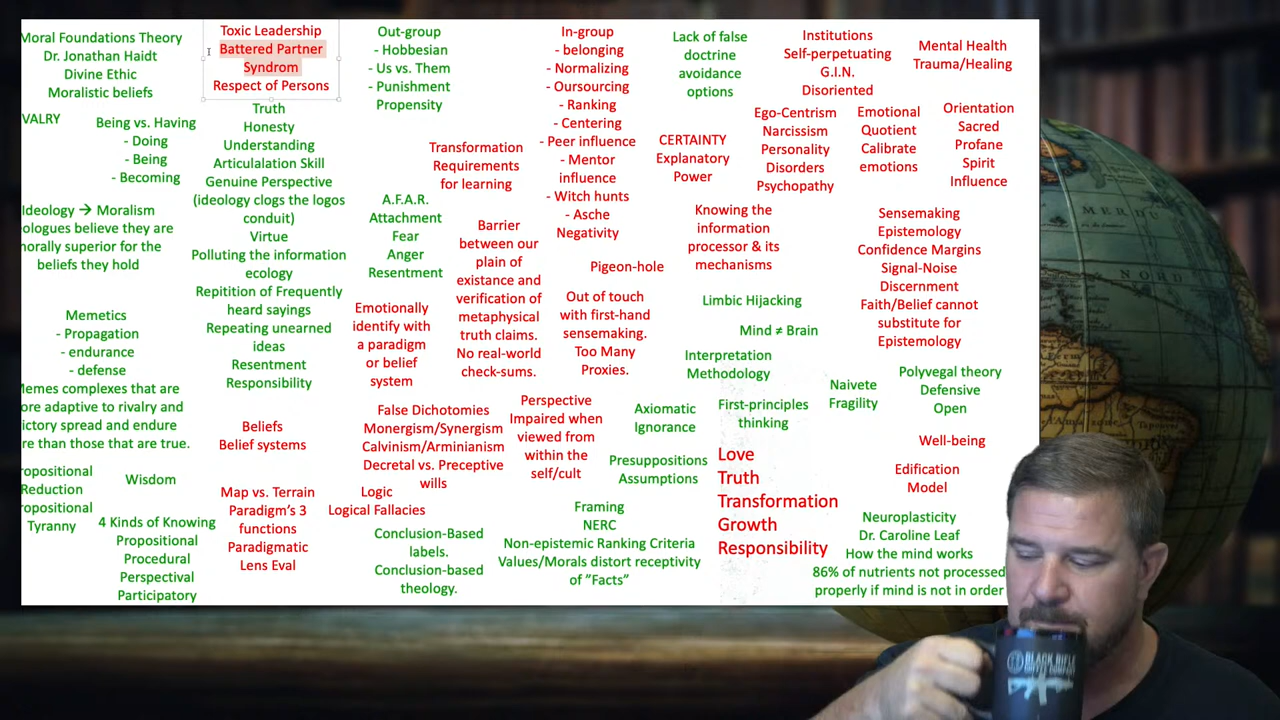 Moral Foundations Theory
Dr. Jonathan Haidt
Divine Ethic
Moralistic beliefs
Toxic Leadership
Battered Partner
Syndrom
Respect of Persons
Out-group
- Hobbesian
- Us vs. Them
- Punishment
Propensity
In-group
- belonging
- Normalizing
- Oursourcing
- Ranking
- Centering
- Peer influence
- Mentor
influence
- Witch hunts
- Asche
Negativity
Lack of false
doctrine
avoidance
options
Institutions
Self-perpetuating
G.I.N.
Disoriented
Mental Health
Trauma/Healing
VALRY
Being vs. Having
- Doing
- Being
- Becoming
Truth
Honesty
Understanding
Articulalation Skill
Genuine Perspective
(ideology clogs the logos
conduit)
Virtue
Polluting the information
ecology
Repitition of Frequently
heard sayings
Repeating unearned
ideas
Resentment
Responsibility
Transformation
Requirements
for learning
CERTAINTY
Explanatory
Power
Ego-Centrism
Narcissism
Personality
Disorders
Psychopathy
Emotional
Quotient
Calibrate
emotions
Orientation
Sacred
Profane
Spirit
Influence
Ideology → Moralism
ologues believe they are
morally superior for the
beliefs they hold
A.F.A.R.
Attachment
Fear
Anger
Resentment
Barrier
between our
plain of
existance and
verification of
metaphysical
truth claims.
No real-world
check-sums.
Pigeon-hole
Knowing the
information
processor & its
mechanisms
Sensemaking
Epistemology
Confidence Margins
Signal-Noise
Discernment
Faith/Belief cannot
substitute for
Epistemology
Memetics
- Propagation
- endurance
- defense
Memes complexes that are
ore adaptive to rivalry and
ictory spread and endure
re than those that are true.
Emotionally
identify with
a paradigm
or belief
system
Out of touch
with first-hand
sensemaking.
Too Many
Proxies.
Limbic Hijacking
Mind ≠ Brain
Interpretation
Methodology
Naivete
Fragility
Polyvegal theory
Defensive
Open
Beliefs
Belief systems
False Dichotomies
Monergism/Synergism
Calvinism/Arminianism
Decretal vs. Preceptive
wills
Perspective
Impaired when
viewed from
within the
self/cult
Axiomatic
Ignorance
First-principles
thinking
Well-being
Presuppositions
Assumptions
Love
Truth
Transformation
Growth
Responsibility
Edification
Model
ropositional
Reduction
ropositional
Tyranny
Wisdom
4 Kinds of Knowing
Propositional
Procedural
Perspectival
Participatory
Map vs. Terrain
Paradigm's 3
functions
Paradigmatic
Lens Eval
Logic
Logical Fallacies
Conclusion-Based
labels.
Conclusion-based
theology.
Framing
NERC
Non-epistemic Ranking Criteria
Values/Morals distort receptivity
of "Facts"
Neuroplasticity
Dr. Caroline Leaf
How the mind works
86% of nutrients not processed
properly if mind is not in order
MERDU
NORD
BLACK RIFLE